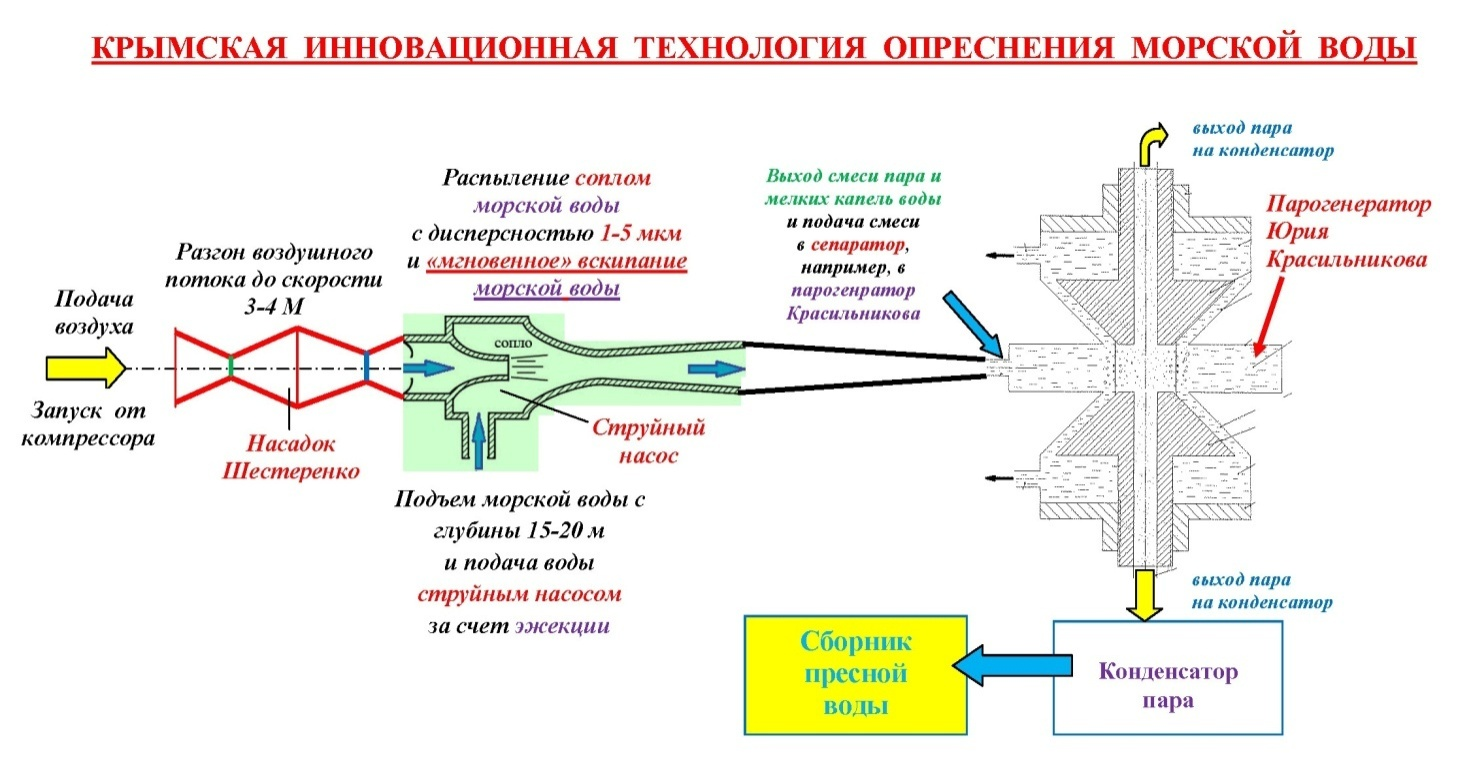 КРЫМСКАЯ ИННОВАЦИОННАЯ ТЕХНОЛОГИЯ ОПРЕСНЕНИЯ МОРСКОЙ ВОДЫ
Подача
воздуха
Запуск от
компрессора
Разгон воздушного
потока до скорости
3-4 М
Насадок
Шестеренко
Распыление соплом
морской воды
с дисперсностью 1-5 мкм
и «мгновенное» вскипание
морской воды
сопло
Струйный
насос
Подъем морской воды с
глубины 15-20 м
и подача воды
струйным насосом
за счет эжекции
Выход смеси пара и
мелких капель воды
и подача смеси
в сепаратор,
например, в
парогенратор
Красильникова
выход пара
на конденсатор
Парогенератор
Юрия
Красильникова
выход пара
на конденсатор
Конденсатор
пара
Сборник
пресной
воды